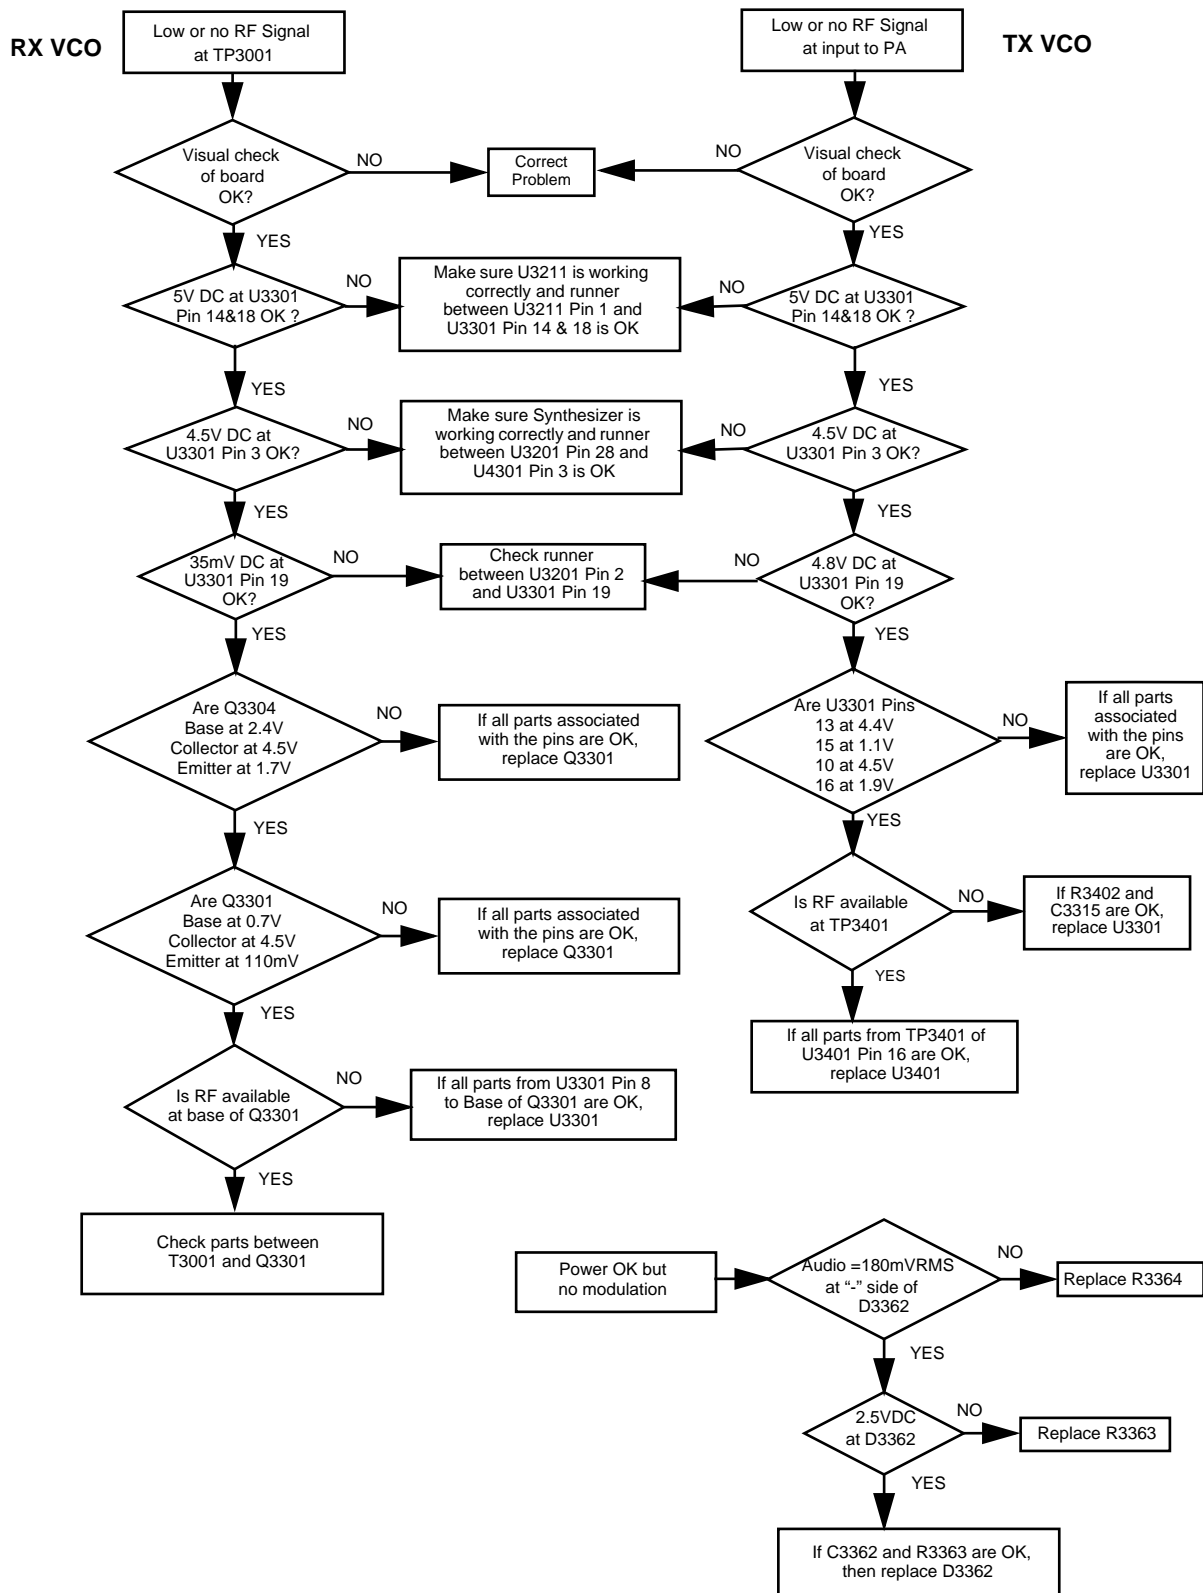 RX VCO
Low or no RF Signal
at TP3001
Visual check
of board
OK?
NO
YES
Correct
Problem
5V DC at U3301
Pin 14&18 OK ?
NO
YES
Make sure U3211 is working
correctly and runner
between U3211 Pin 1 and
U3301 Pin 14 & 18 is OK
4.5V DC at
U3301 Pin 3 OK?
NO
YES
Make sure Synthesizer is
working correctly and runner
between U3201 Pin 28 and
U4301 Pin 3 is OK
35mV DC at
U3301 Pin 19
OK?
NO
YES
Check runner
between U3201 Pin 2
and U3301 Pin 19
Are Q3304
Base at 2.4V
Collector at 4.5V
Emitter at 1.7V
NO
YES
If all parts associated
with the pins are OK,
replace Q3301
Are Q3301
Base at 0.7V
Collector at 4.5V
Emitter at 110mV
NO
YES
If all parts associated
with the pins are OK,
replace Q3301
Is RF available
at base of Q3301
NO
YES
If all parts from U3301 Pin 8
to Base of Q3301 are OK,
replace U3301
Check parts between
T3001 and Q3301
TX VCO
Low or no RF Signal
at input to PA
Visual check
of board
OK?
NO
YES
5V DC at U3301
Pin 14&18 OK ?
NO
YES
4.5V DC at
U3301 Pin 3 OK?
NO
YES
4.8V DC at
U3301 Pin 19
OK?
NO
YES
Are U3301 Pins
13 at 4.4V
15 at 1.1V
10 at 4.5V
16 at 1.9V
NO
YES
If all parts
associated
with the pins
are OK,
replace U3301
Is RF available
at TP3401
NO
YES
If R3402 and
C3315 are OK,
replace U3301
If all parts from TP3401 of
U3401 Pin 16 are OK,
replace U3401
Power OK but
no modulation
Audio =180mVRMS
at “-” side of
D3362
NO
YES
Replace R3364
2.5VDC
at D3362
NO
YES
Replace R3363
If C3362 and R3363 are OK,
then replace D3362